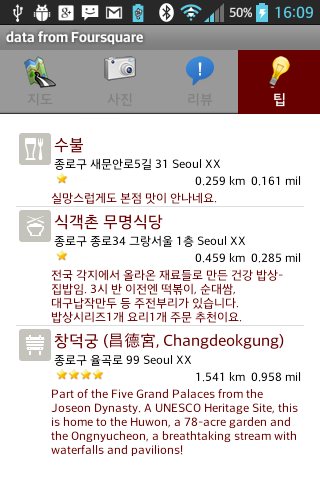 50% 16:09
data from Foursquare
지도 사진 리뷰 팁
수불
종로구 새문안로5길 31 Seoul XX
0.259 km 0.161 mil
실망스럽게도 본점 맛이 안나네요.
식객촌 무명식당
종로구 종로34 그랑서울 1층 Seoul XX
0.459 km 0.285 mil
전국 각지에서 올라온 재료들로 만든 건강 밥상-
집밥임. 3시 반 이전엔 떡볶이, 순대쌈,
대구납작만두 등 주전부리가 있습니다.
밥상시리즈1개 요리1개 주문 추천이요.
창덕궁 (昌德宮, Changdeokgung)
종로구 율곡로 99 Seoul XX
1.541 km 0.958 mil
Part of the Five Grand Palaces from the
Joseon Dynasty. A UNESCO Heritage Site, this
is home to the Huwon, a 78-acre garden and
the Ongnyucheon, a breathtaking stream with
waterfalls and pavilions!